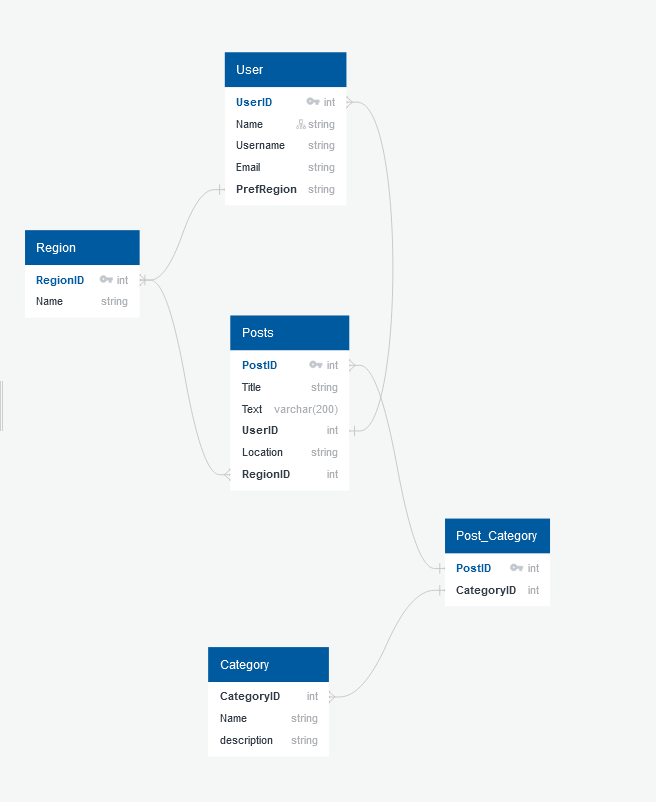 User
UserID int
Name string
Username string
Email string
PrefRegion string
Region
RegionID int
Name string
Posts
PostID int
Title string
Text varchar(200)
UserID int
Location string
RegionID int
Post_Category
PostID int
CategoryID int
Category
CategoryID int
Name string
description string